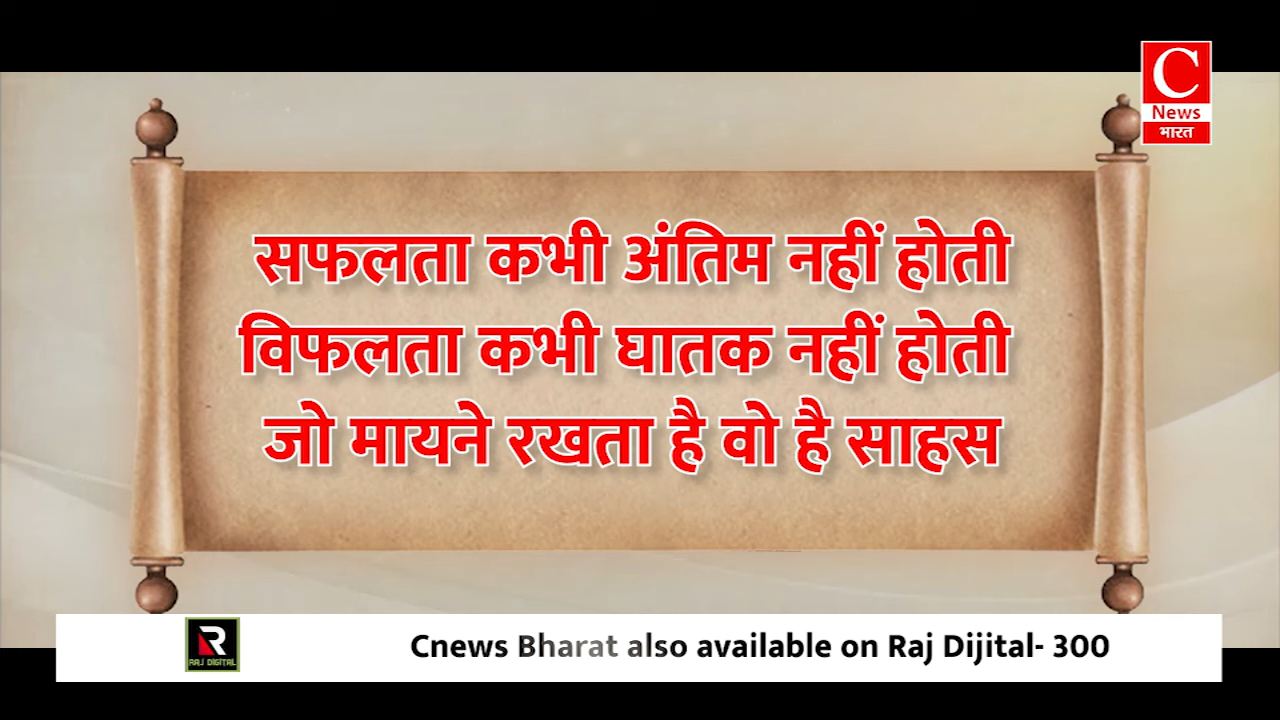 C
News
भारत
सफलता कभी अंतिम नहीं होती
विफलता कभी घातक नहीं होती
जो मायने रखता है वो है साहस
R
RAJ DIGITAL
Cnews Bharat also available on Raj Dijital- 300